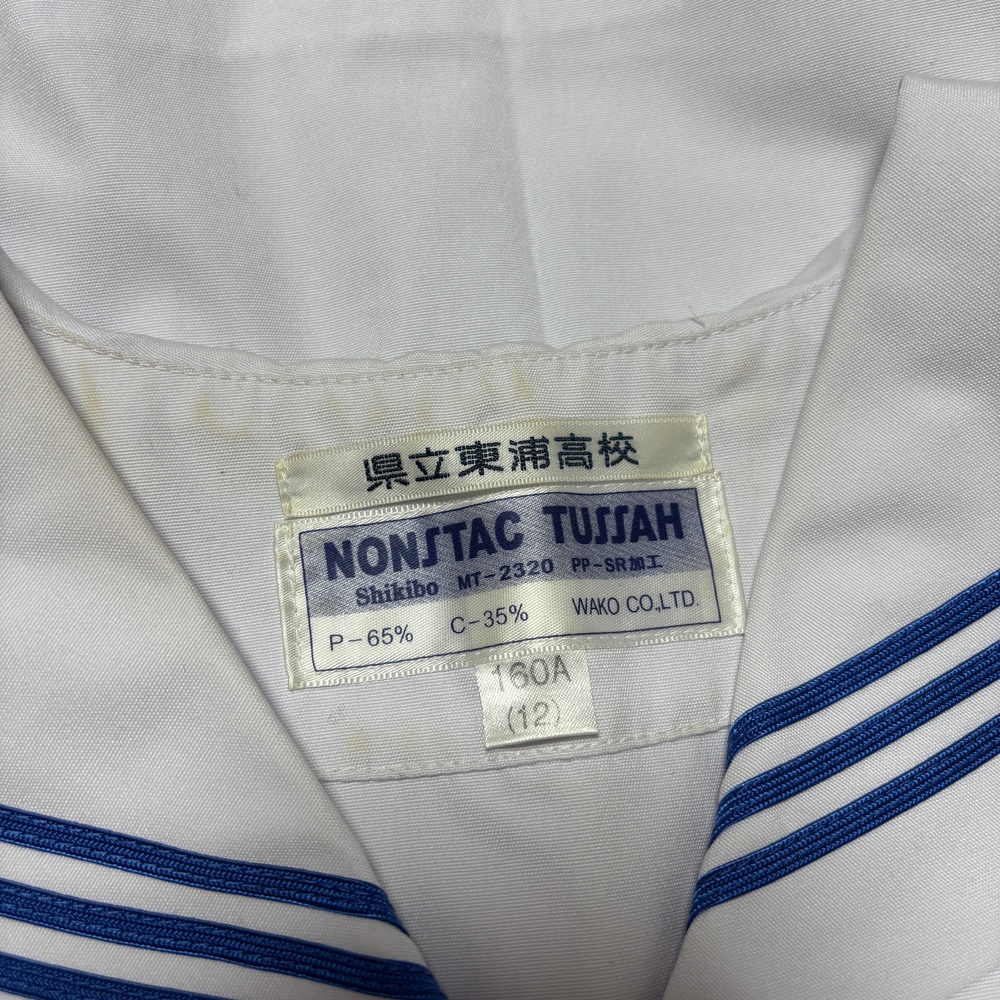 県立東浦高校
NONSTAC TUSSAH
Shikibo MT-2320 PP-SR加工
P-65% C-35% WAKO CO.,LTD.
160A
(12)